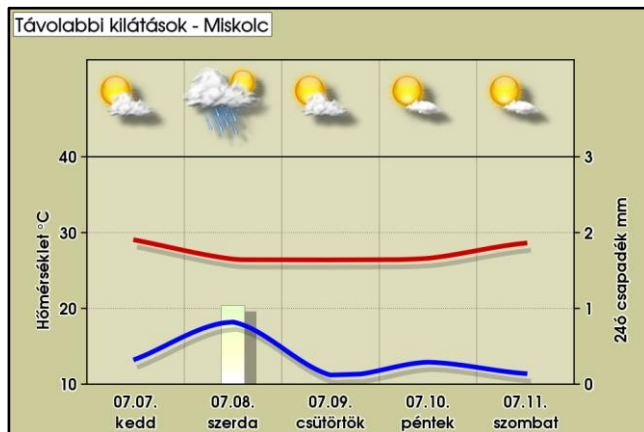 Távolabbi kilátások - Miskolc
40
30
20
10
Hőmérséklet °C
3
2
1
0
24ó csapadék mm
07.07. 07.08. 07.09. 07.10. 07.11.
kedd szerda csütörtök péntek szombat